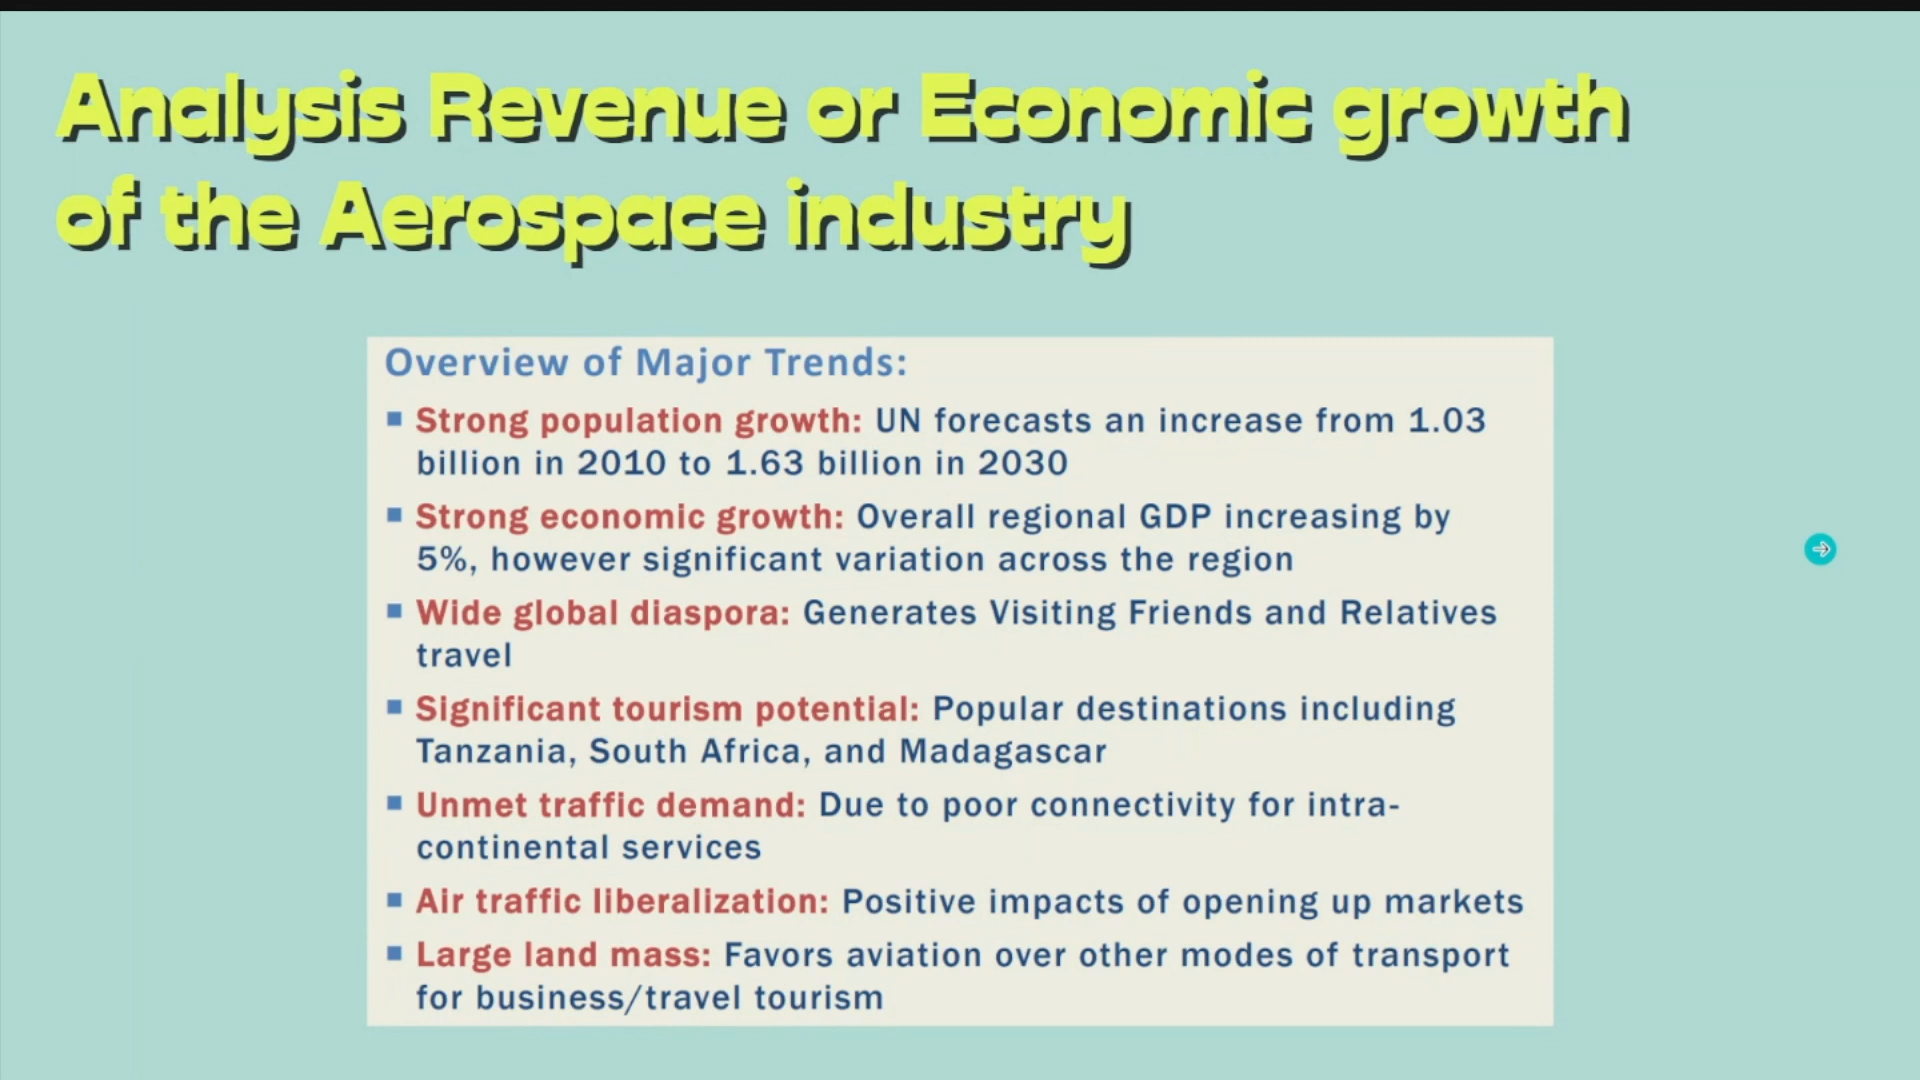 Analysis Revenue or Economic growth
of the Aerospace industry
Overview of Major Trends:
▪ Strong population growth: UN forecasts an increase from 1.03
billion in 2010 to 1.63 billion in 2030
▪ Strong economic growth: Overall regional GDP increasing by
5%, however significant variation across the region
▪ Wide global diaspora: Generates Visiting Friends and Relatives
travel
▪ Significant tourism potential: Popular destinations including
Tanzania, South Africa, and Madagascar
▪ Unmet traffic demand: Due to poor connectivity for intra-
continental services
▪ Air traffic liberalization: Positive impacts of opening up markets
▪ Large land mass: Favors aviation over other modes of transport
for business/travel tourism